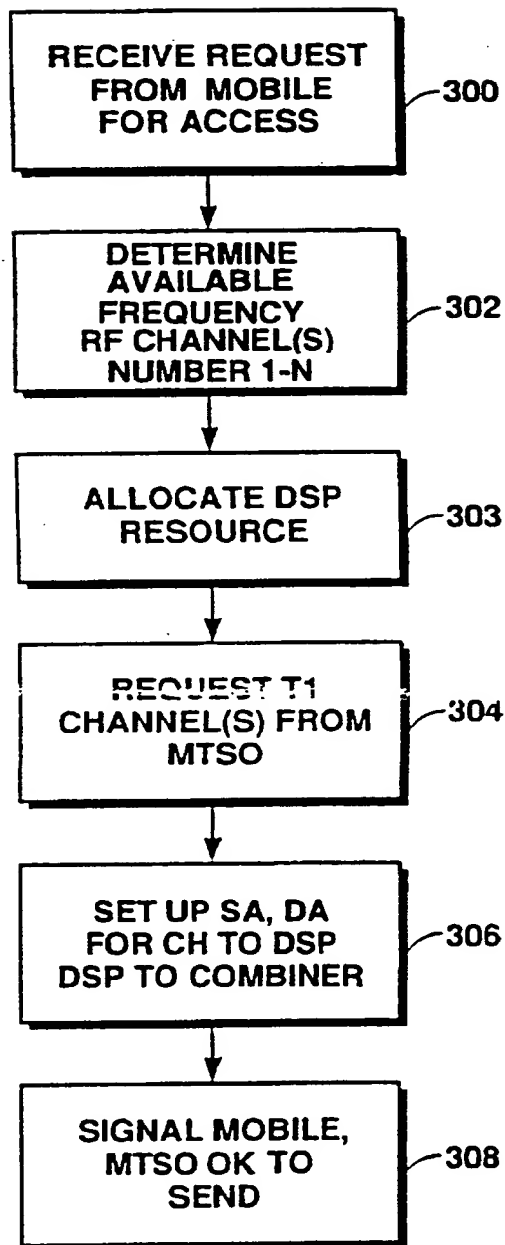 RECEIVE REQUEST
FROM MOBILE
FOR ACCESS
300
DETERMINE
AVAILABLE
FREQUENCY
RF CHANNEL(S)
NUMBER 1-N
302
ALLOCATE DSP
RESOURCE
303
REQUEST T1
CHANNEL(S) FROM
MTSO
304
SET UP SA, DA
FOR CH TO DSP
DSP TO COMBINER
306
SIGNAL MOBILE,
MTSO OK TO
SEND
308